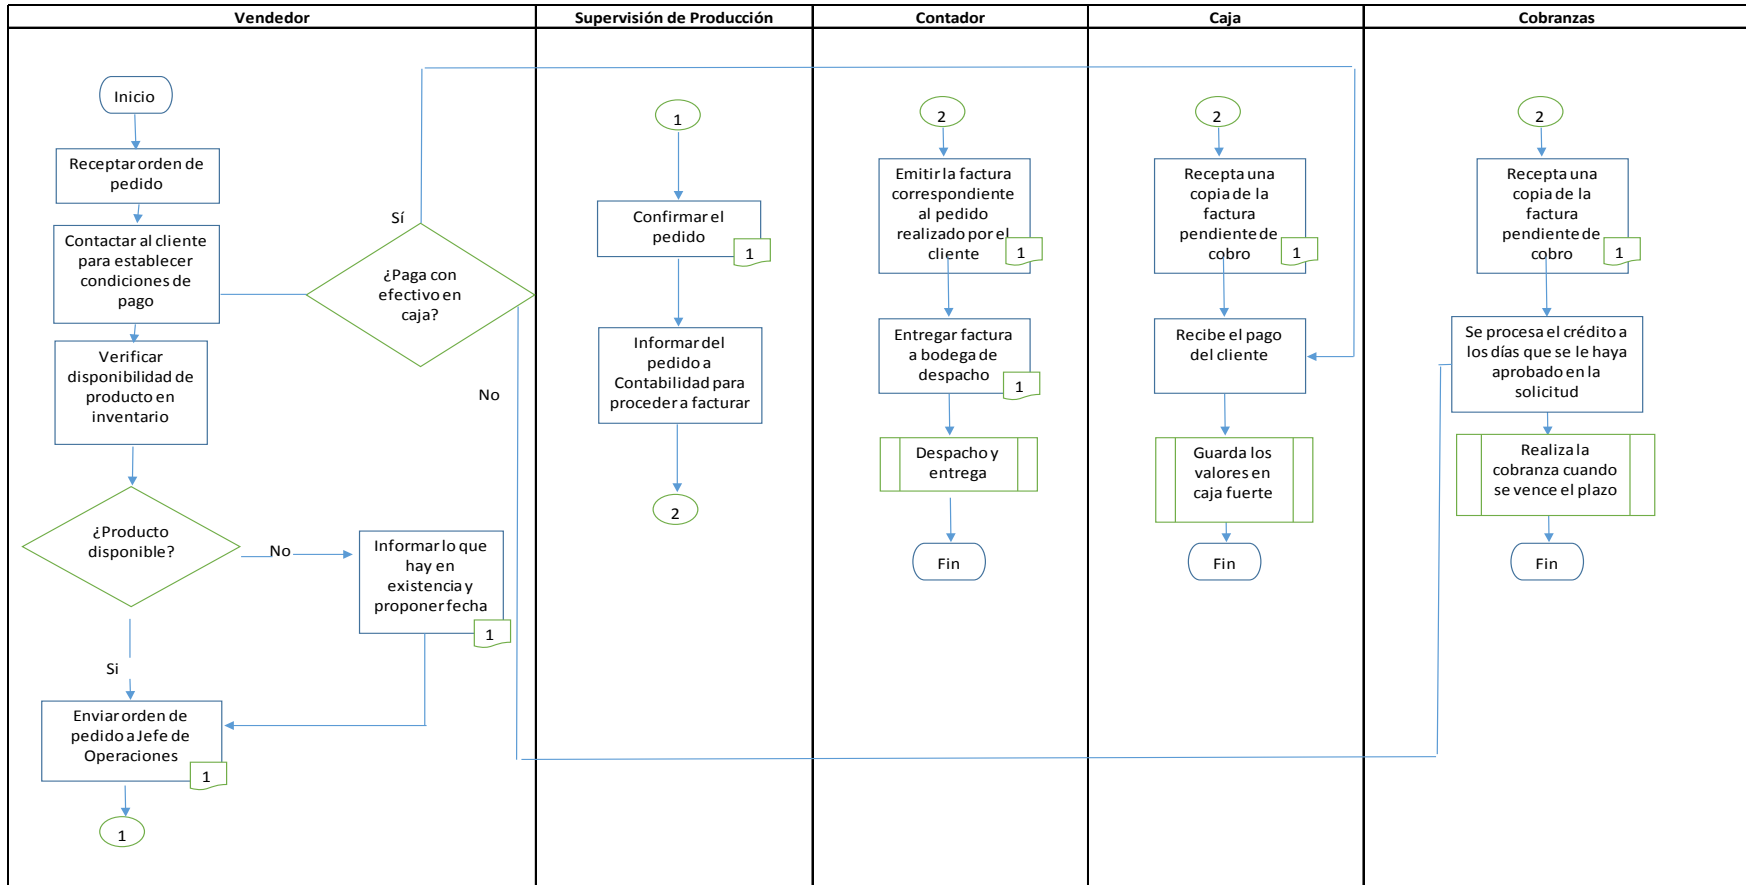 Vendedor
Supervisión de Producción
Contador
Caja
Cobranzas
Inicio
Receptar orden de
pedido
Contactar al cliente
para establecer
condiciones de
pago
Sí
¿Paga con
efectivo en
caja?
No
Verificar
disponibilidad de
producto en
inventario
¿Producto
disponible?
No
Informar lo que
hay en
existencia y
proponer fecha
1
Si
Enviar orden de
pedido a Jefe de
Operaciones
1
1
1
Confirmar el
pedido
1
Informar del
pedido a
Contabilidad para
proceder a facturar
2
2
Emitir la factura
correspondiente
al pedido
realizado por el
cliente
1
Entregar factura
a bodega de
despacho
1
Despacho y
entrega
Fin
2
Recepta una
copia de la
factura
pendiente de
cobro
1
Recibe el pago
del cliente
Guarda los
valores en
caja fuerte
Fin
2
Recepta una
copia de la
factura
pendiente de
cobro
1
Se procesa el crédito a
los días que se le haya
aprobado en la
solicitud
Realiza la
cobranza cuando
se vence el plazo
Fin